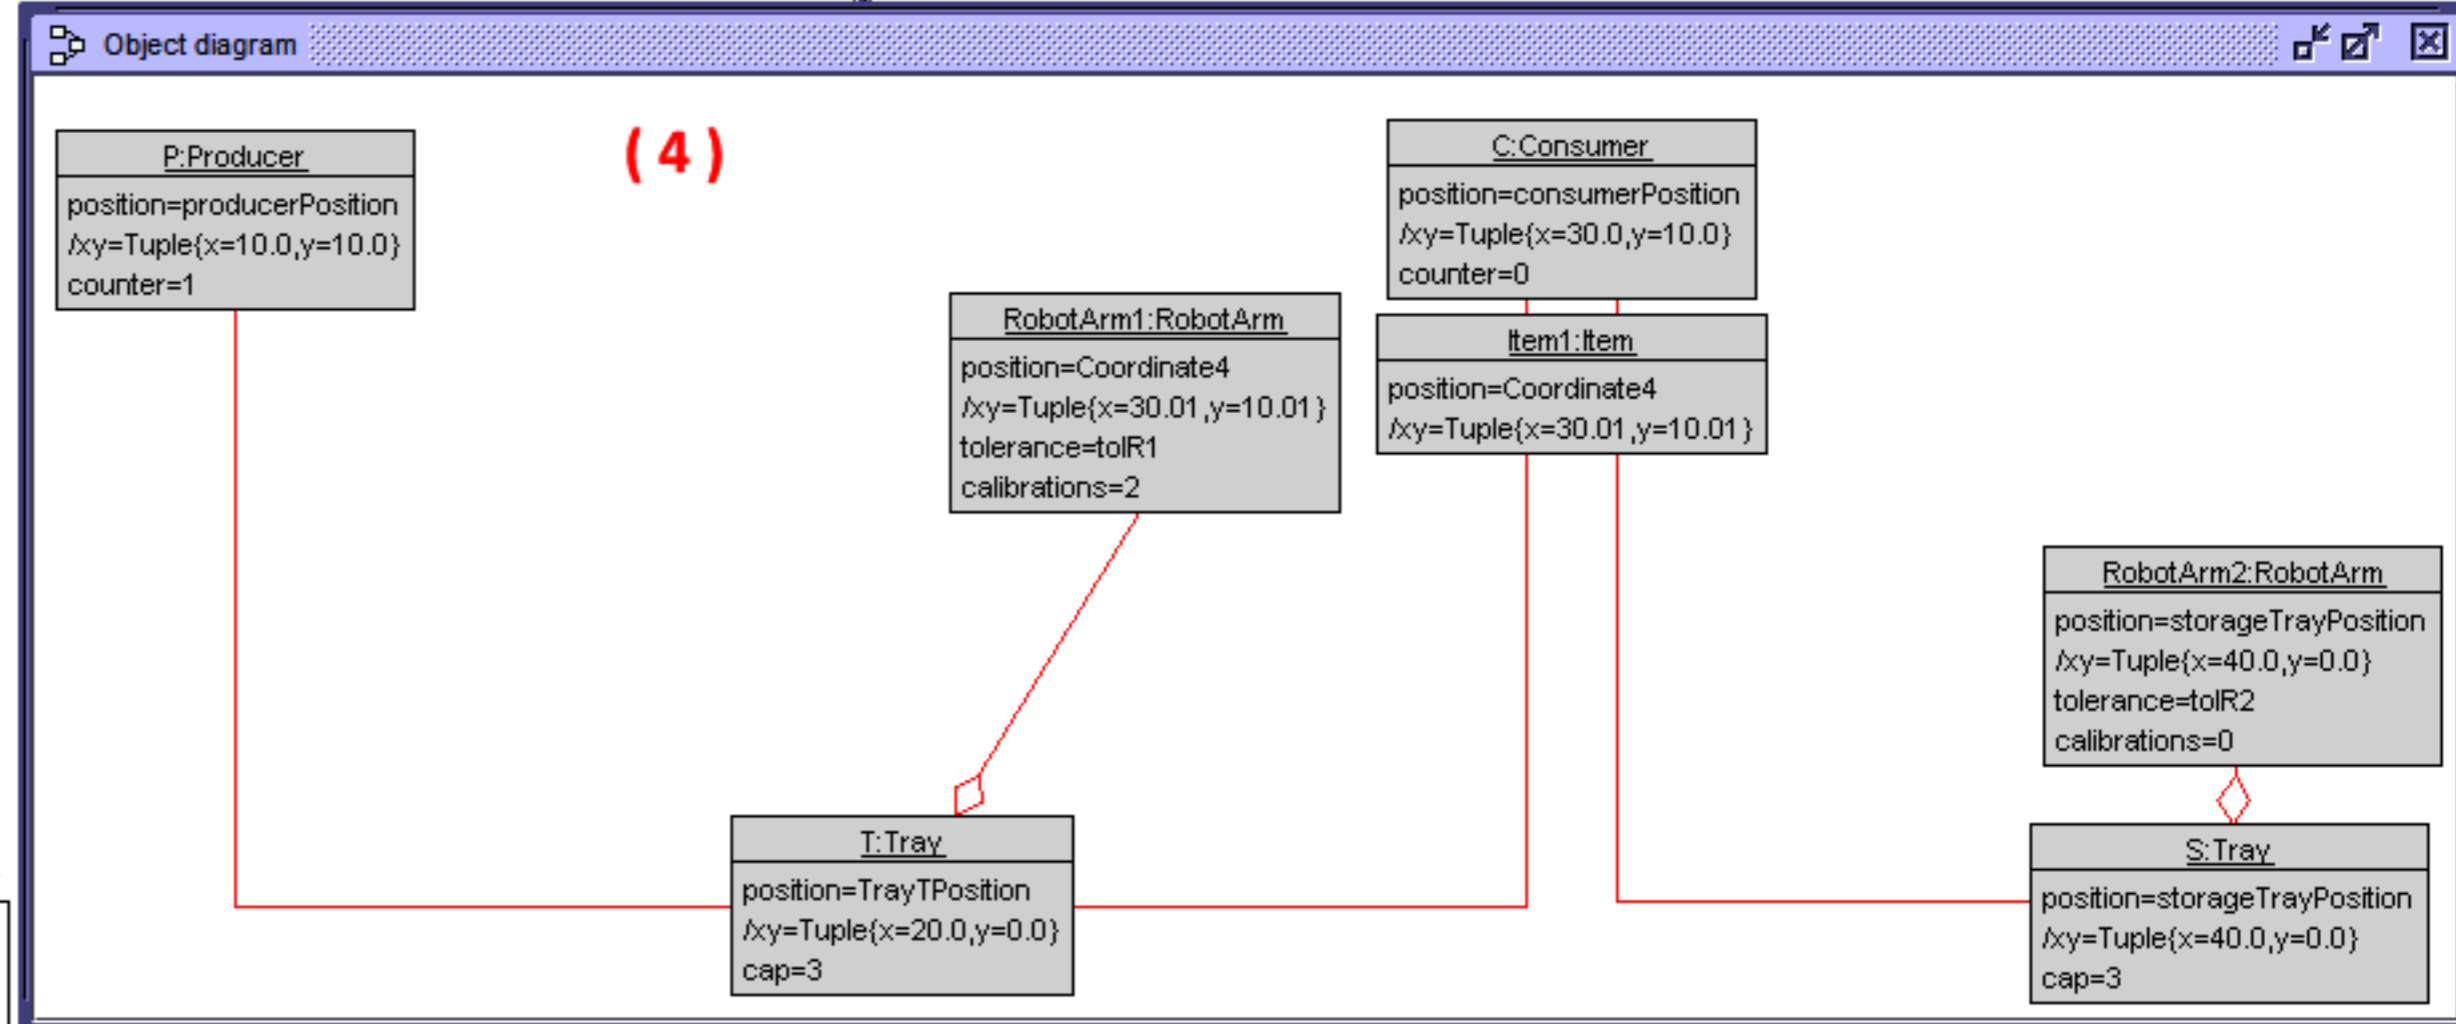 Object diagram
(4)
P:Producer
position=producerPosition
/xy=Tuple{x=10.0,y=10.0}
counter=1
C:Consumer
position=consumerPosition
/xy=Tuple{x=30.0,y=10.0}
counter=0
RobotArm1:RobotArm
position=Coordinate4
/xy=Tuple{x=30.01,y=10.01}
tolerance=tolR1
calibrations=2
Item1:Item
position=Coordinate4
/xy=Tuple{x=30.01,y=10.01}
RobotArm2:RobotArm
position=storageTrayPosition
/xy=Tuple{x=40.0,y=0.0}
tolerance=tolR2
calibrations=0
T:Tray
position=TrayTPosition
/xy=Tuple{x=20.0,y=0.0}
cap=3
S:Tray
position=storageTrayPosition
/xy=Tuple{x=40.0,y=0.0}
cap=3